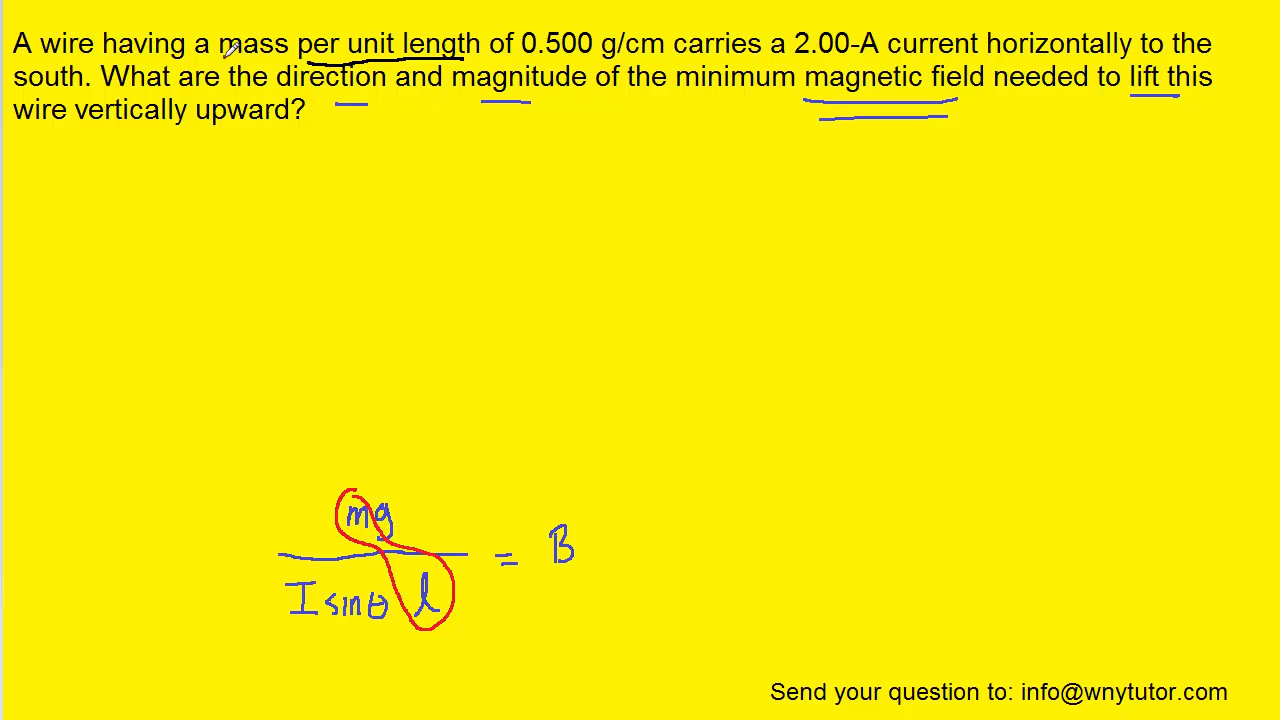 A wire having a mass per unit length of 0.500 g/cm carries a 2.00-A current horizontally to the
south. What are the direction and magnitude of the minimum magnetic field needed to lift this
wire vertically upward?
mg
I sinθ l
= B
Send your question to: info@wnytutor.com